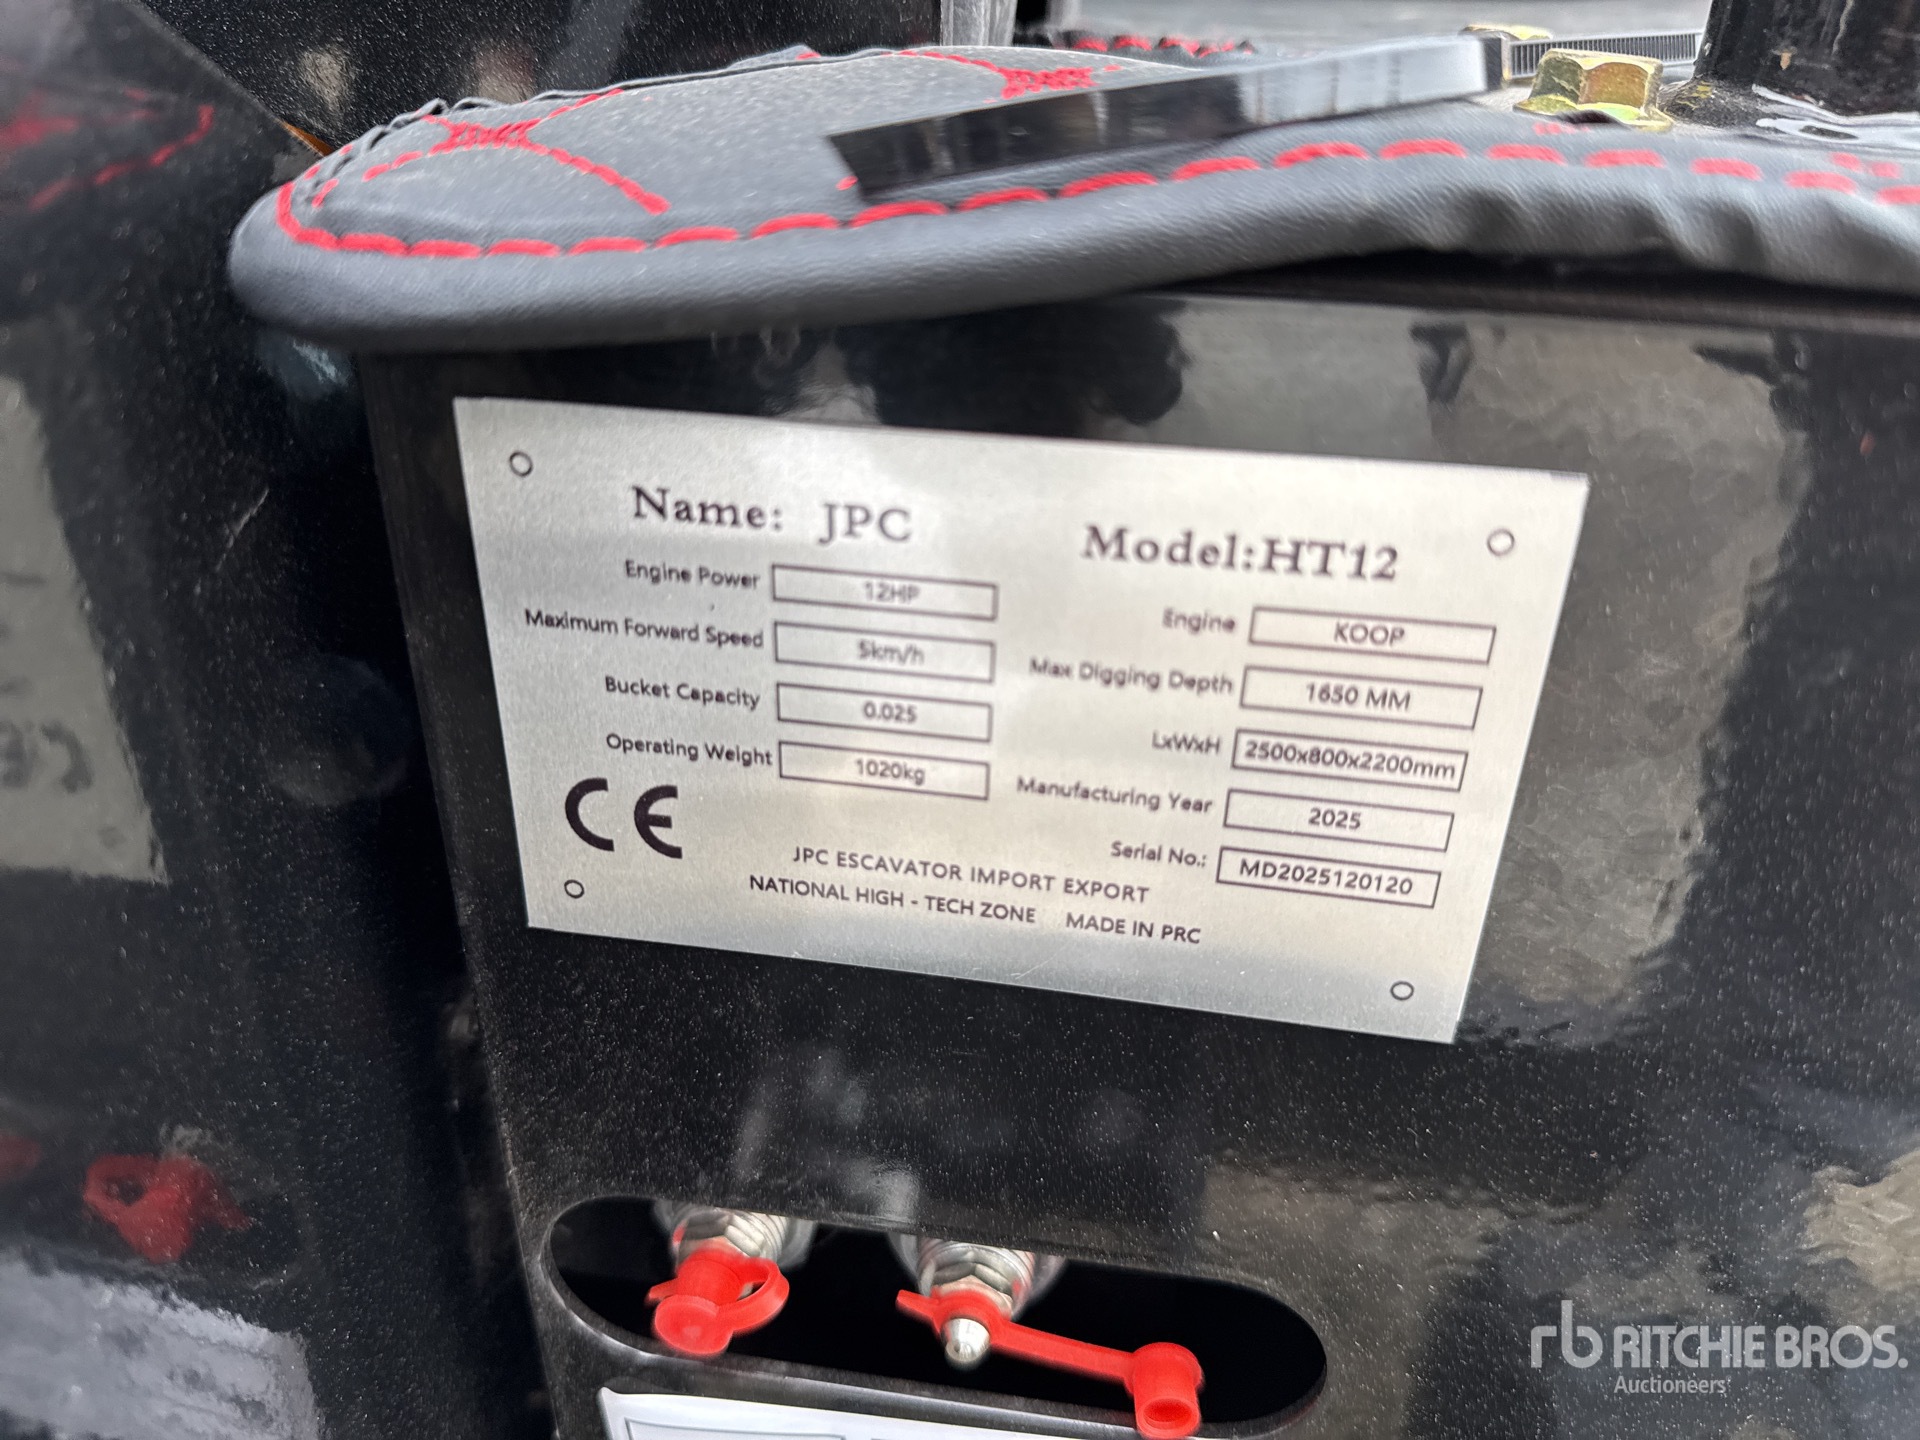 Name: JPC
Model:HT12
Engine Power 12HP
Maximum Forward Speed 5km/h
Bucket Capacity 0.025
Operating Weight 1020kg
Engine KOOP
Max Digging Depth 1650 MM
LxWxH 2500x800x2200mm
Manufacturing Year 2025
Serial No.: MD2025120120
CE
JPC ESCAVATOR IMPORT EXPORT
NATIONAL HIGH - TECH ZONE MADE IN PRC
rb RITCHIE BROS.
Auctioneers